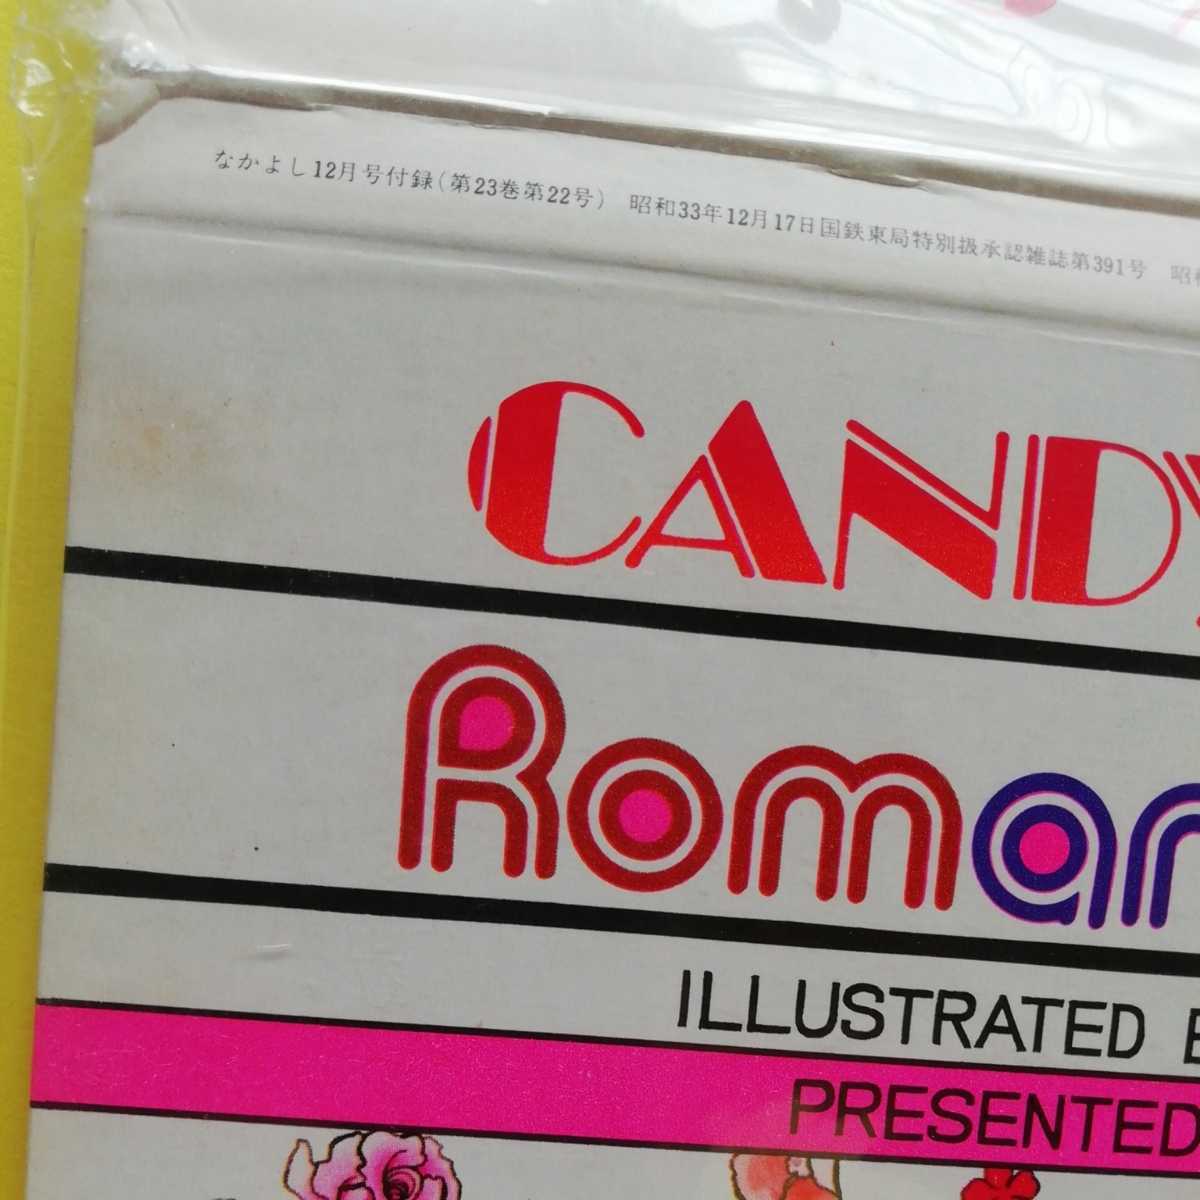 なかよし12月号付録(第23巻第22号) 昭和33年12月17日国鉄東局特別扱承認雑誌第391号 昭
CANDY
Roman
ILLUSTRATED
PRESENTED